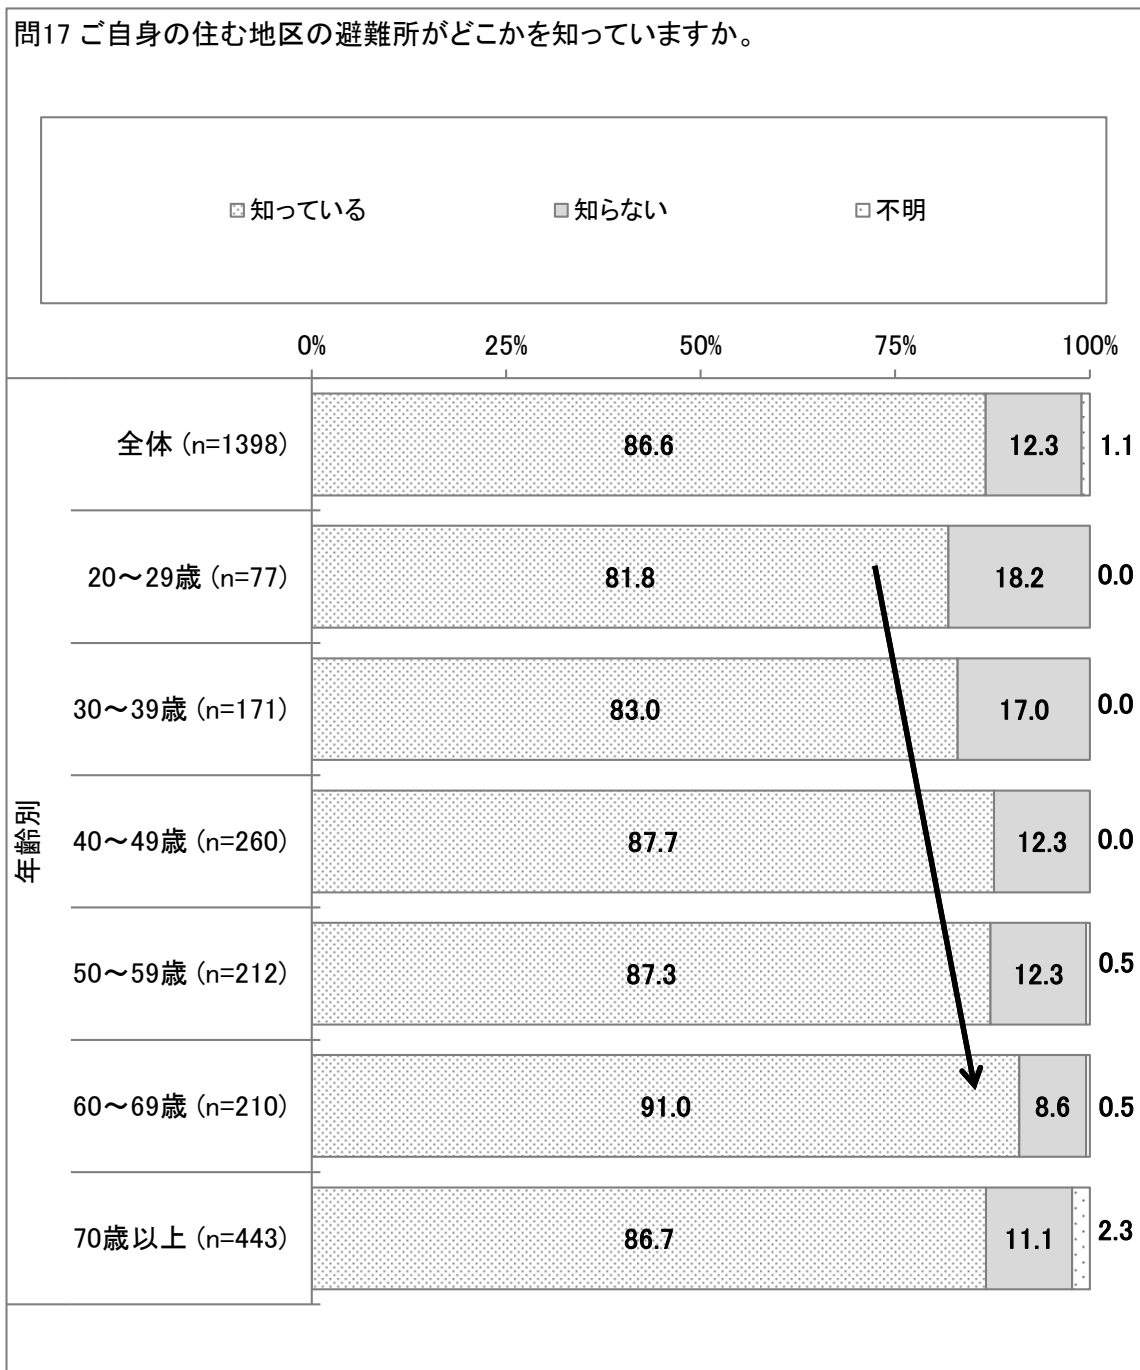 問17 ご自身の住む地区の避難所がどこかを知っていますか。
知っている 知らない 不明
0% 25% 50% 75% 100%
年齢別
全体 (n=1398) 86.6 12.3 1.1
20～29歳 (n=77) 81.8 18.2 0.0
30～39歳 (n=171) 83.0 17.0 0.0
40～49歳 (n=260) 87.7 12.3 0.0
50～59歳 (n=212) 87.3 12.3 0.5
60～69歳 (n=210) 91.0 8.6 0.5
70歳以上 (n=443) 86.7 11.1 2.3